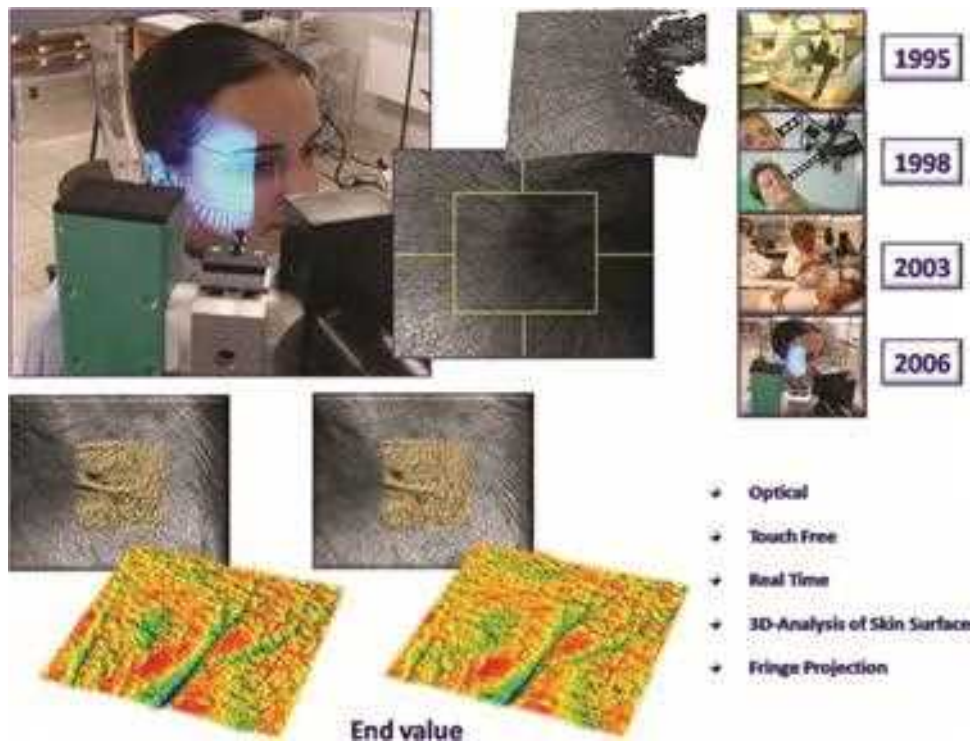 1995
1998
2003
2006
Optical
Touch Free
Real Time
3D-Analysis of Skin Surface
Fringe Projection
End value